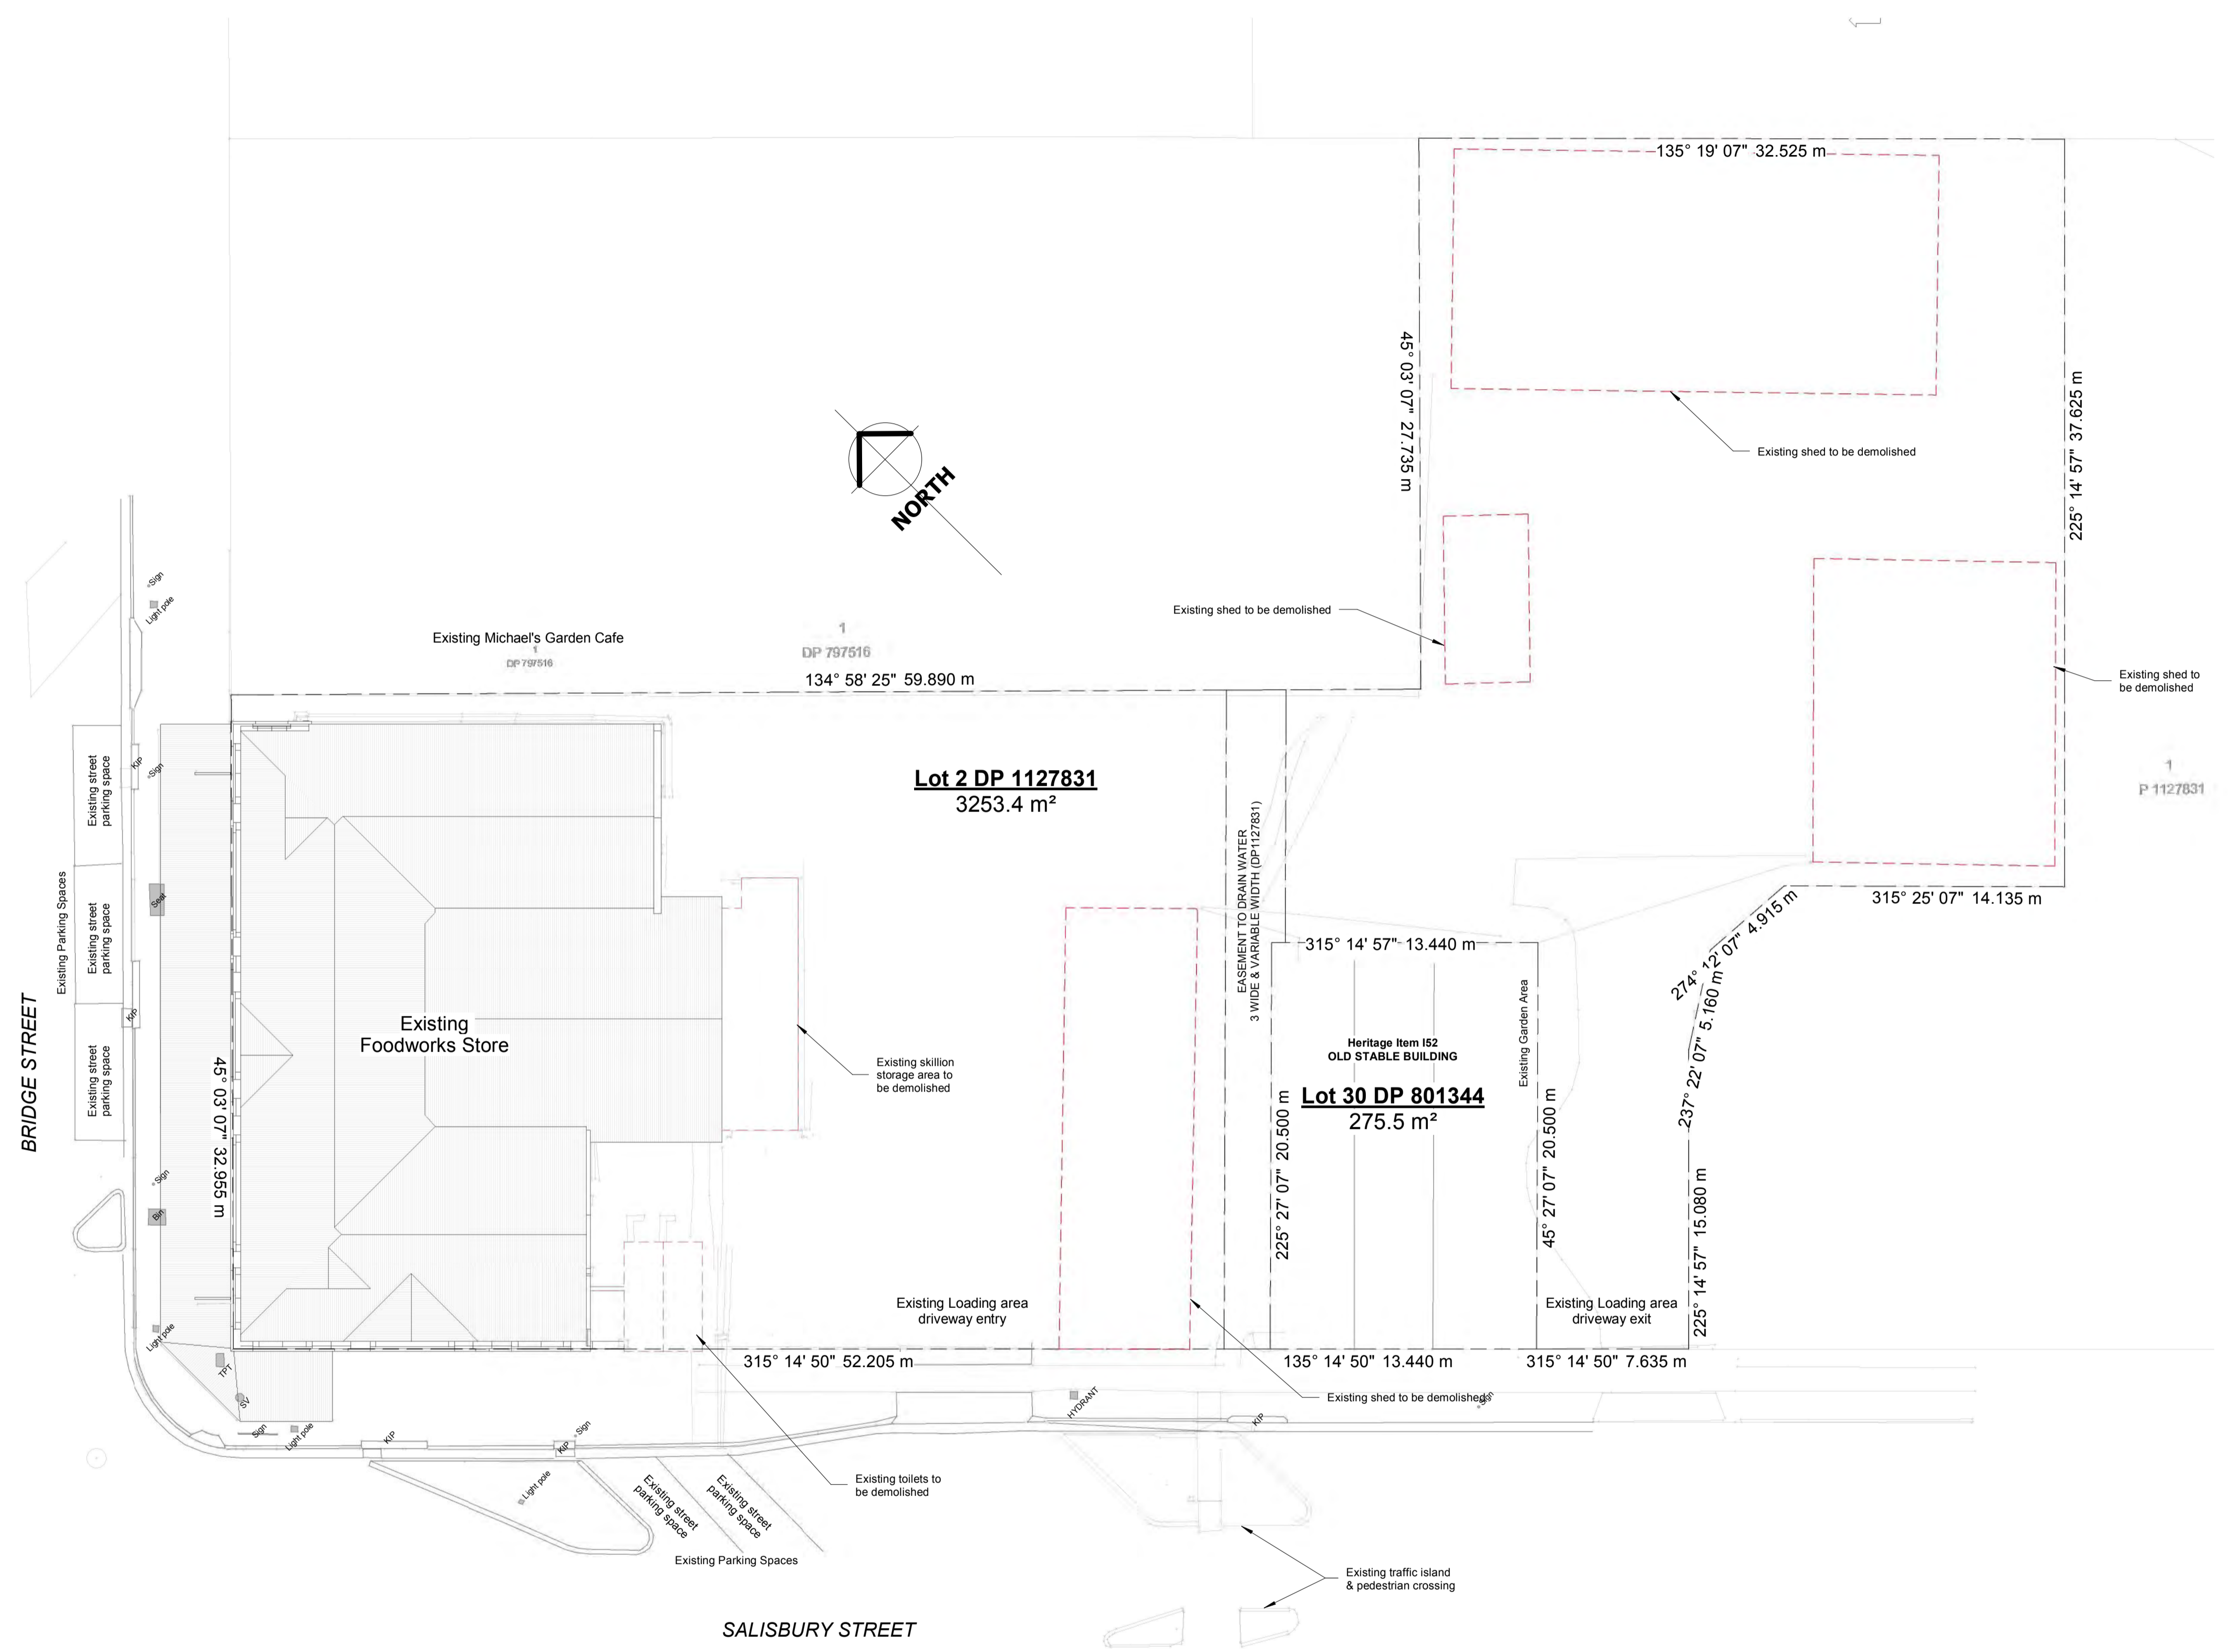 135° 19' 07" 32.525 m
45° 03' 07" 27.735 m
225° 14' 57" 37.625 m
Existing shed to be demolished
NORTH
Sign
Light pole
Existing shed to be demolished
Existing Michael's Garden Cafe
1
DP 797516
1
DP 797516
134° 58' 25" 59.890 m
Existing shed to
be demolished
1
P 1127831
Lot 2 DP 1127831
3253.4 m²
Existing street
parking space
KIP
Sign
EASEMENT TO DRAIN WATER
3 WIDE & VARIABLE WIDTH (DP1127831)
Existing Parking Spaces
Seat
Existing street
parking space
315° 25' 07" 14.135 m
274° 12' 07" 4.915 m
315° 14' 57" 13.440 m
237° 22' 07" 5.160 m
Existing Garden Area
BRIDGE STREET
KIP
Existing street
parking space
Existing
Foodworks Store
Heritage Item I52
OLD STABLE BUILDING
Existing skillion
storage area to
be demolished
Lot 30 DP 801344
275.5 m²
45° 03' 07" 32.955 m
225° 27' 07" 20.500 m
45° 27' 07" 20.500 m
225° 14' 57" 15.080 m
Sign
Bin
Light pole
Existing Loading area
driveway entry
Existing Loading area
driveway exit
315° 14' 50" 52.205 m
135° 14' 50" 13.440 m
315° 14' 50" 7.635 m
TPT
SV
Existing shed to be demolished
Sign
HYDRANT
KIP
Sign
Light pole
KIP
KIP
Sign
Light pole
Existing street
parking space
Existing street
parking space
Existing toilets to
be demolished
Existing Parking Spaces
Existing traffic island
& pedestrian crossing
SALISBURY STREET